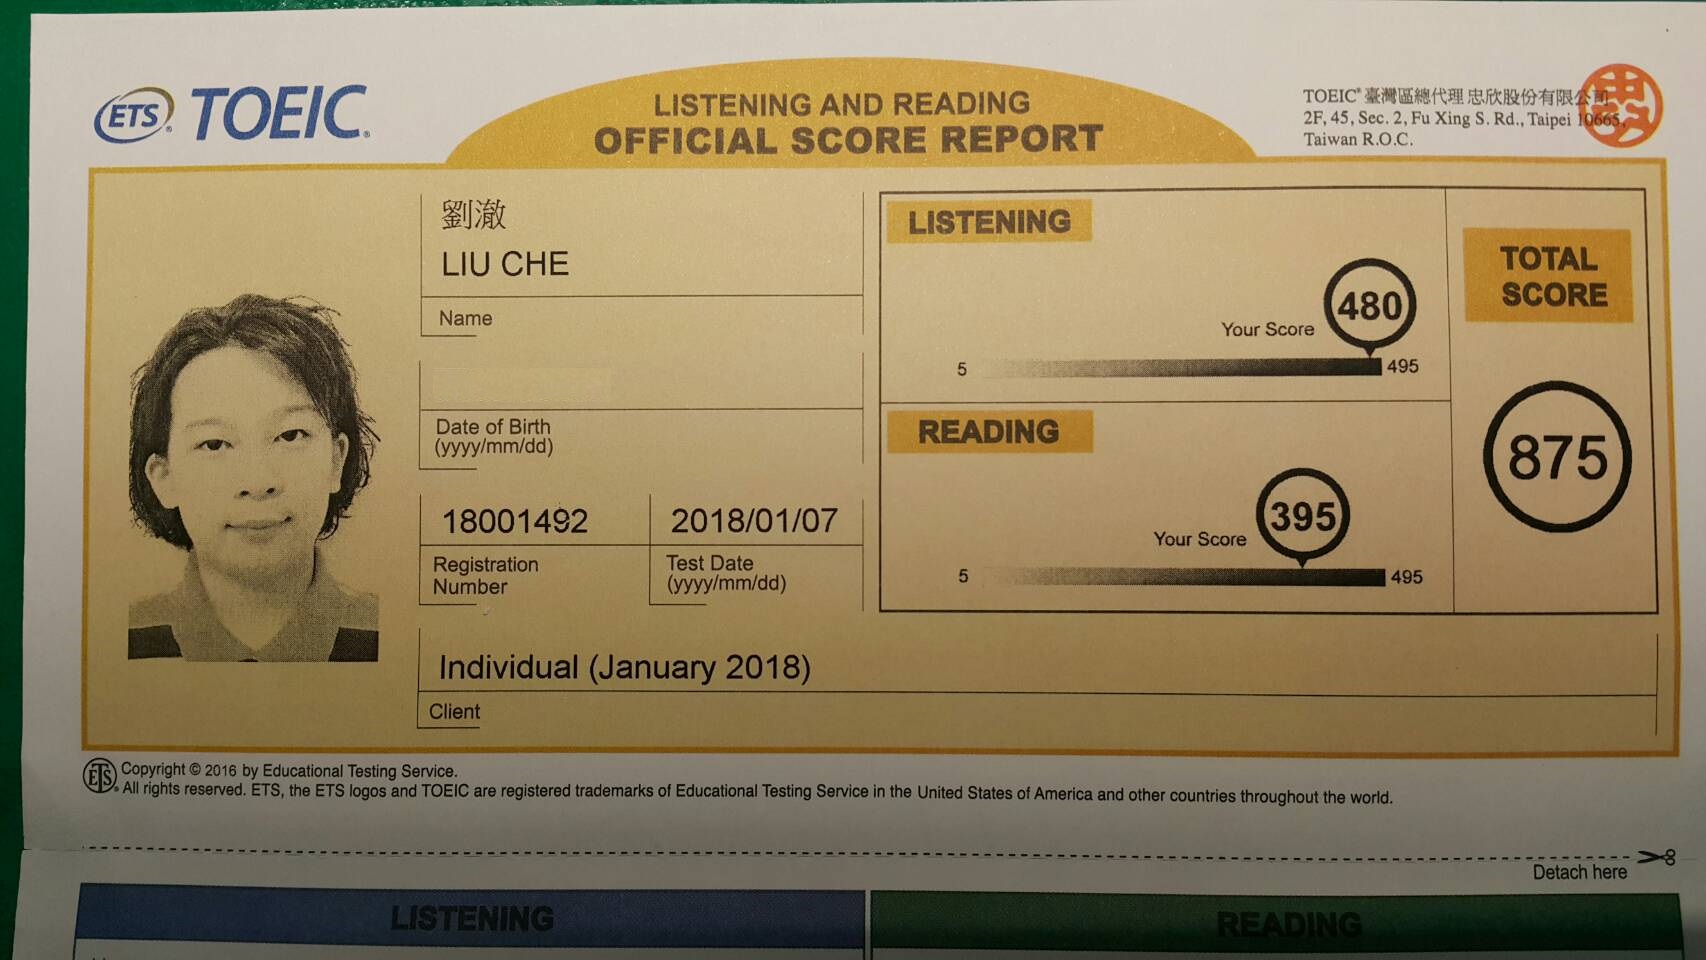 ETS® TOEIC®
LISTENING AND READING
OFFICIAL SCORE REPORT
TOEIC® 臺灣區總代理 忠欣股份有限公司
2F, 45, Sec. 2, Fu Xing S. Rd., Taipei 10665,
Taiwan R.O.C.
劉澈
LIU CHE
Name
Date of Birth
(yyyy/mm/dd)
18001492
Registration
Number
2018/01/07
Test Date
(yyyy/mm/dd)
Individual (January 2018)
Client
LISTENING
480
Your Score
5
495
READING
395
Your Score
5
495
TOTAL
SCORE
875
ETS® Copyright © 2016 by Educational Testing Service.
All rights reserved. ETS, the ETS logos and TOEIC are registered trademarks of Educational Testing Service in the United States of America and other countries throughout the world.
Detach here
LISTENING
READING